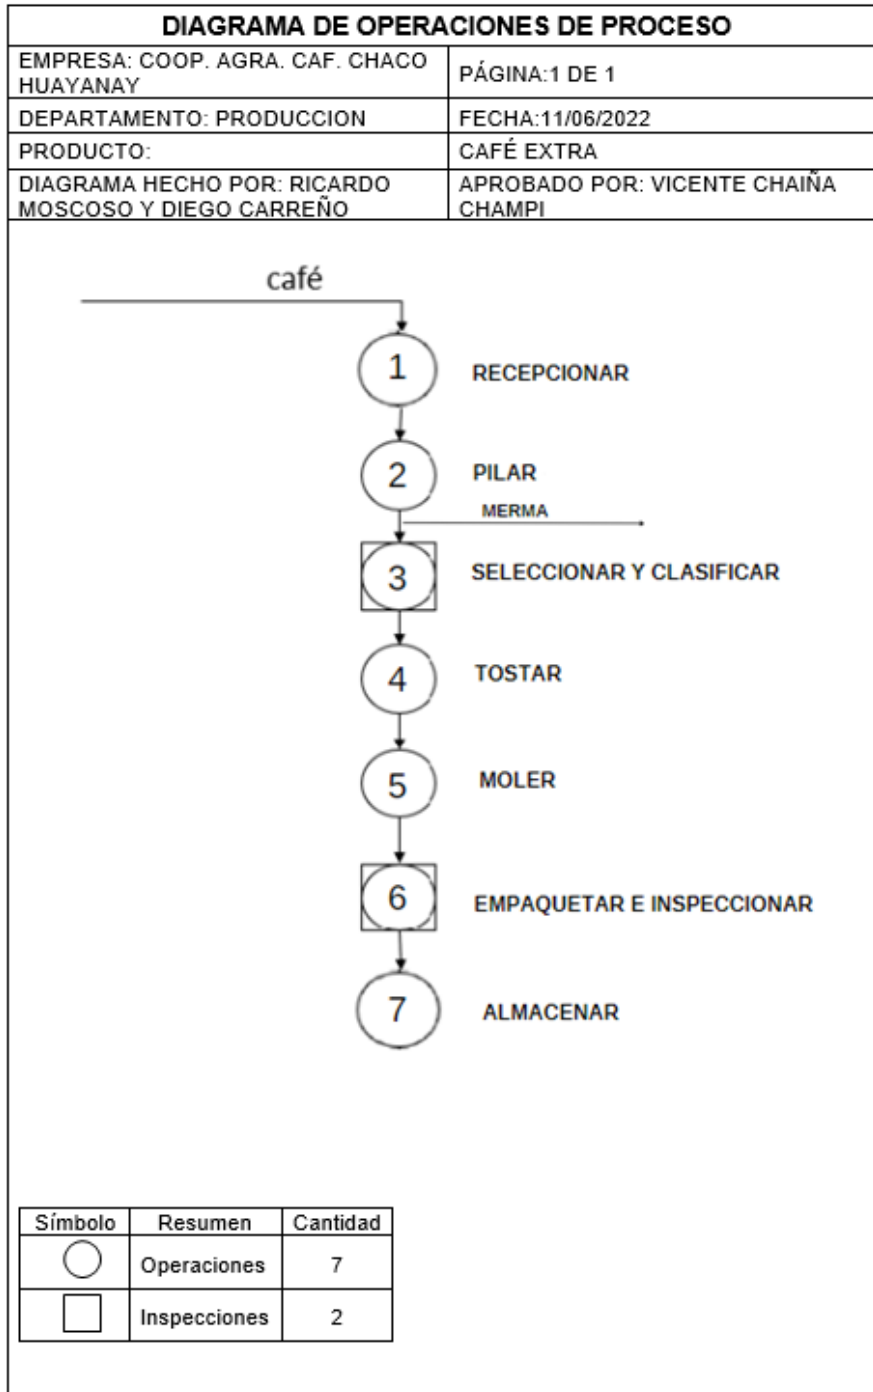 DIAGRAMA DE OPERACIONES DE PROCESO
EMPRESA: COOP. AGRA. CAF. CHACO
HUAYANAY
PÁGINA:1 DE 1
DEPARTAMENTO: PRODUCCION
FECHA:11/06/2022
PRODUCTO:
CAFÉ EXTRA
DIAGRAMA HECHO POR: RICARDO
MOSCOSO Y DIEGO CARREÑO
APROBADO POR: VICENTE CHAIÑA
CHAMPI
café
1 RECEPCIONAR
2 PILAR
MERMA
3 SELECCIONAR Y CLASIFICAR
4 TOSTAR
5 MOLER
6 EMPAQUETAR E INSPECCIONAR
7 ALMACENAR
Símbolo Resumen Cantidad
Operaciones 7
Inspecciones 2